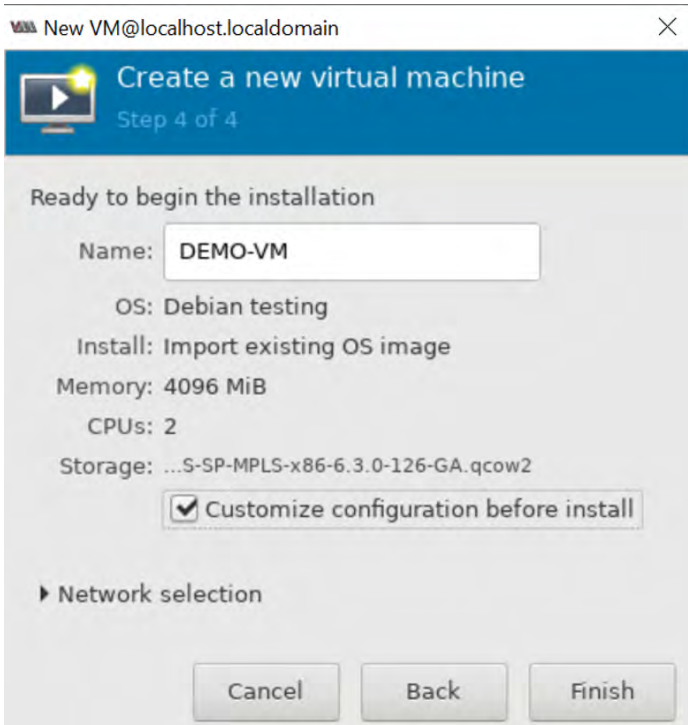 New VM@localhost.localdomain
Create a new virtual machine
Step 4 of 4
Ready to begin the installation
Name: DEMO-VM
OS: Debian testing
Install: Import existing OS image
Memory: 4096 MiB
CPUs: 2
Storage: ...S-SP-MPLS-x86-6.3.0-126-GA.qcow2
Customize configuration before install
Network selection
Cancel Back Finish